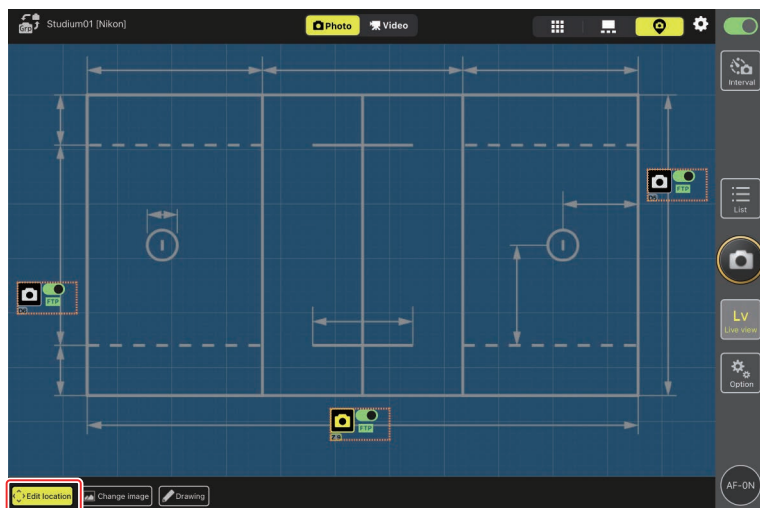 Grp
Studium01 [Nikon]
Photo
Video
Interval
FTP
List
FTP
Lv
Live view
FTP
Option
Edit location
Change image
Drawing
AF-ON